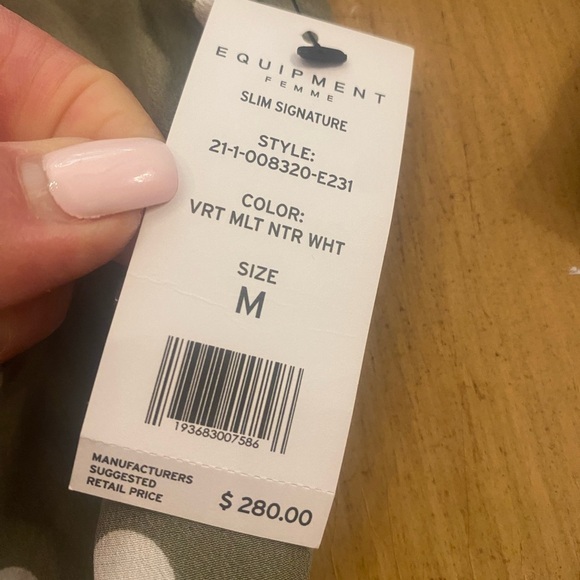 EQUIPMENT
FEMME
SLIM SIGNATURE
STYLE:
21-1-008320-E231
COLOR:
VRT MLT NTR WHT
SIZE
M
193683007586
MANUFACTURERS
SUGGESTED
RETAIL PRICE
$ 280.00